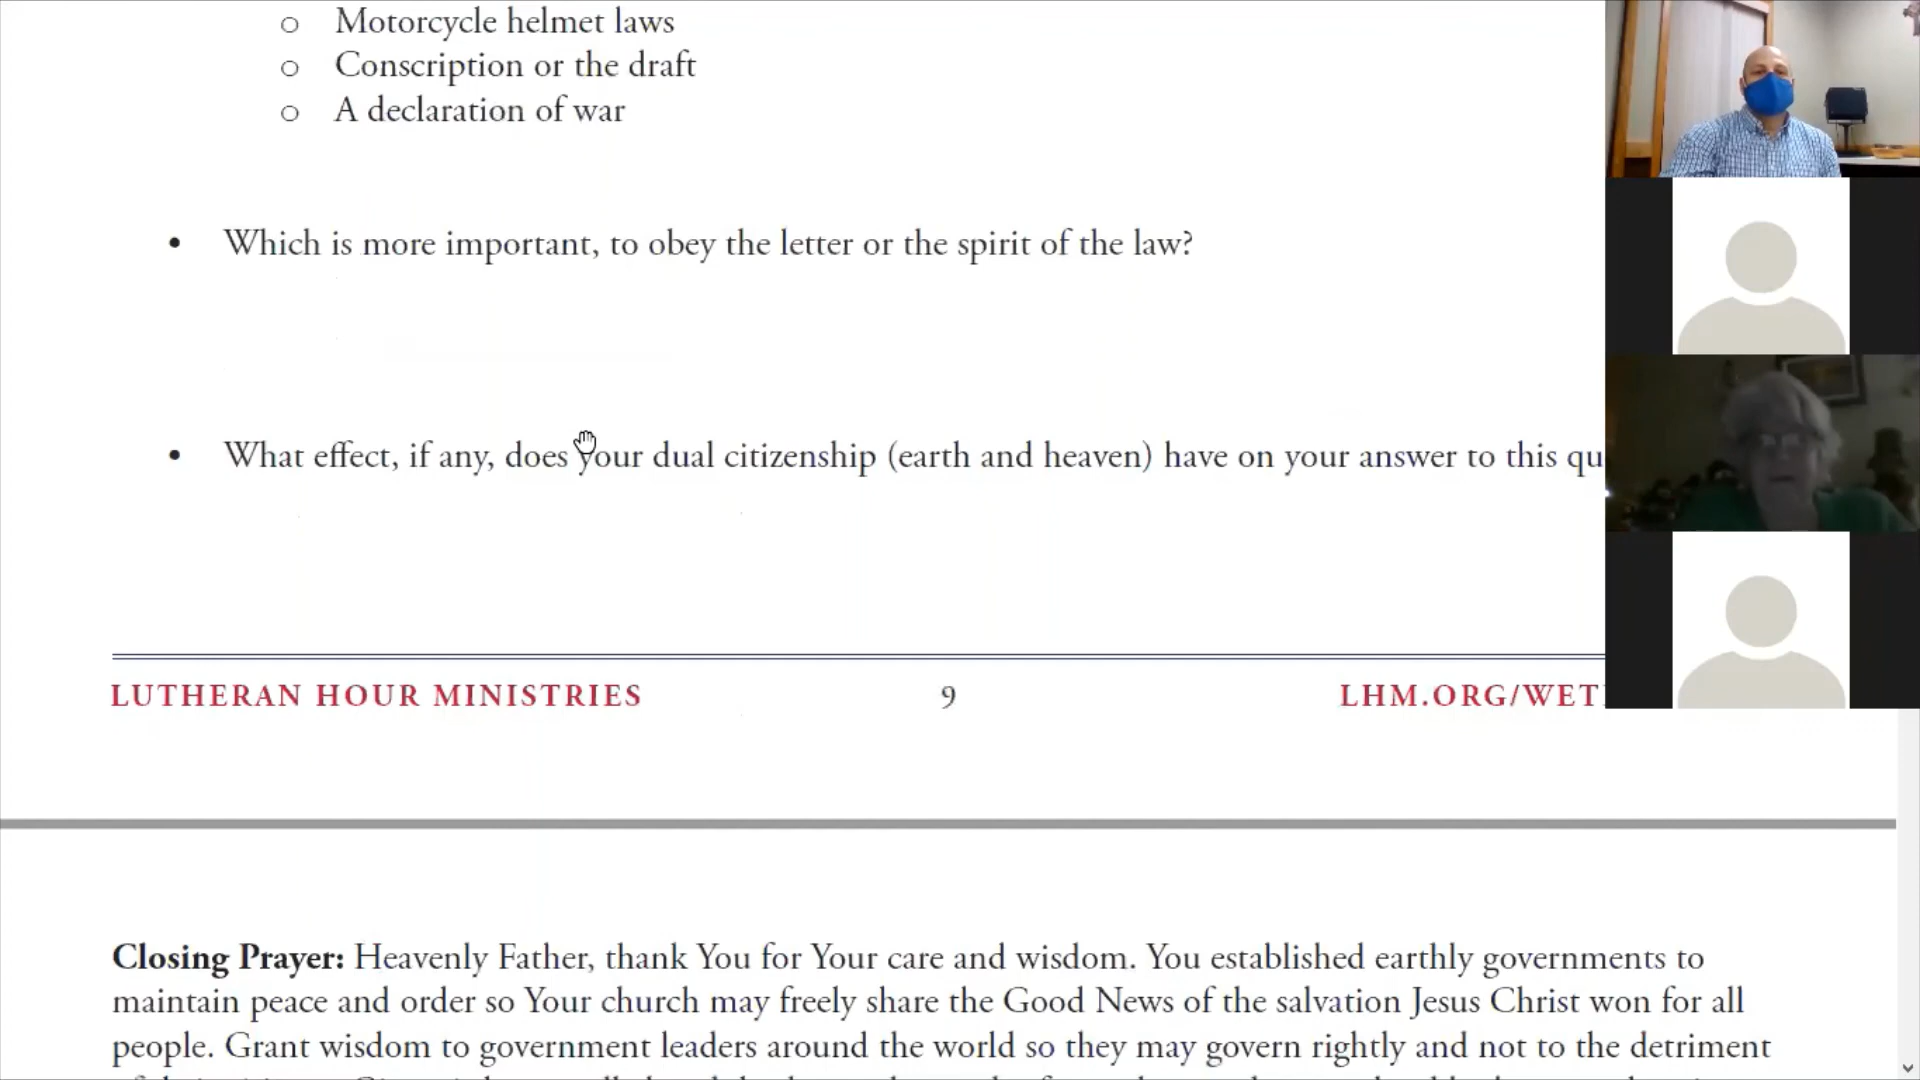 Motorcycle helmet laws
Conscription or the draft
A declaration of war
Which is more important, to obey the letter or the spirit of the law?
What effect, if any, does your dual citizenship (earth and heaven) have on your answer to this qu
LUTHERAN HOUR MINISTRIES 9 LHM.ORG/WET
Closing Prayer: Heavenly Father, thank You for Your care and wisdom. You established earthly governments to
maintain peace and order so Your church may freely share the Good News of the salvation Jesus Christ won for all
people. Grant wisdom to government leaders around the world so they may govern rightly and not to the detriment